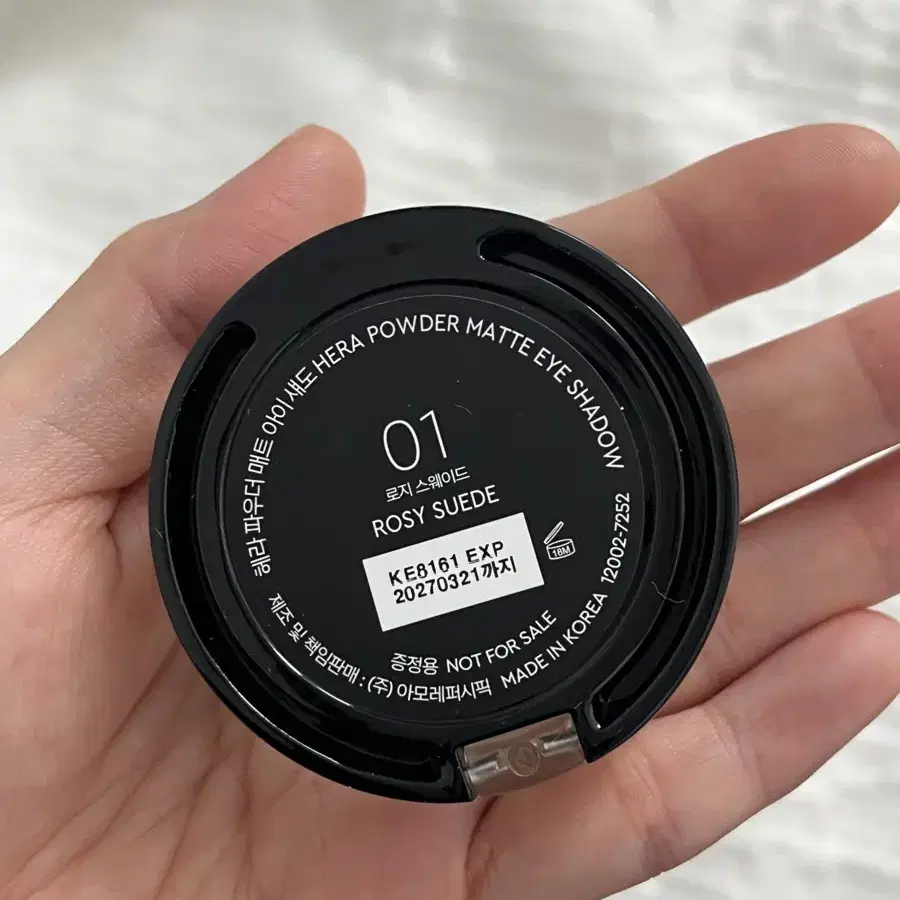 헤라 파우더 매트 아이 섀도 HERA POWDER MATTE EYE SHADOW
01
로지 스웨이드
ROSY SUEDE
KE8161 EXP
20270321까지
18M
증정용 NOT FOR SALE
제조 및 책임판매 : (주) 아모레퍼시픽 MADE IN KOREA 12002-7252